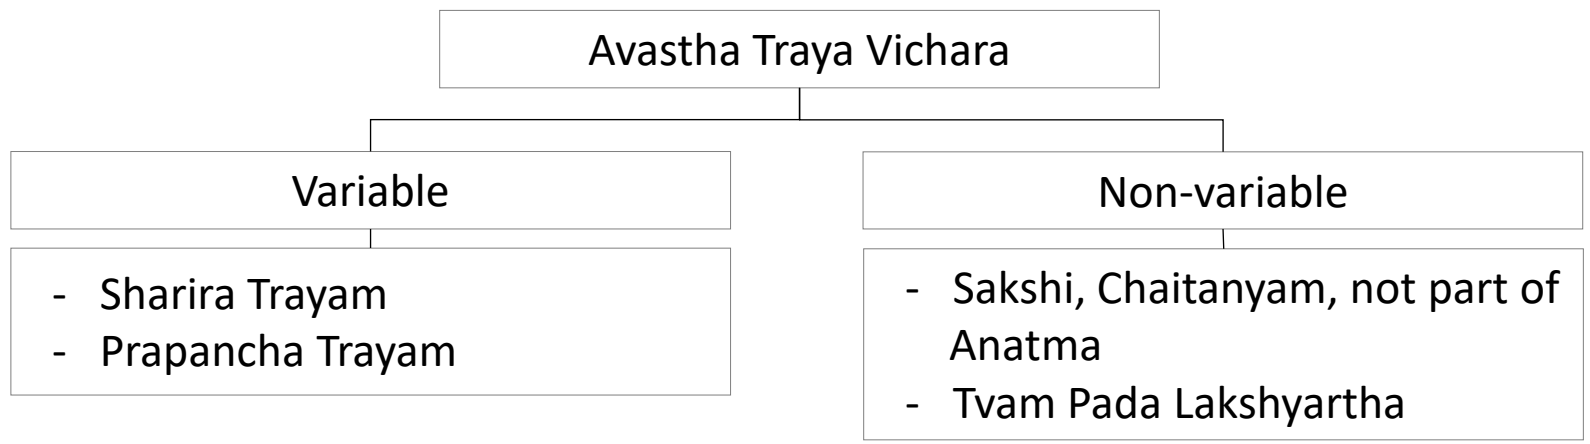 Avastha Traya Vichara
Variable
Non-variable
- Sharira Trayam
- Prapancha Trayam
- Sakshi, Chaitanyam, not part of
Anatma
- Tvam Pada Lakshyartha